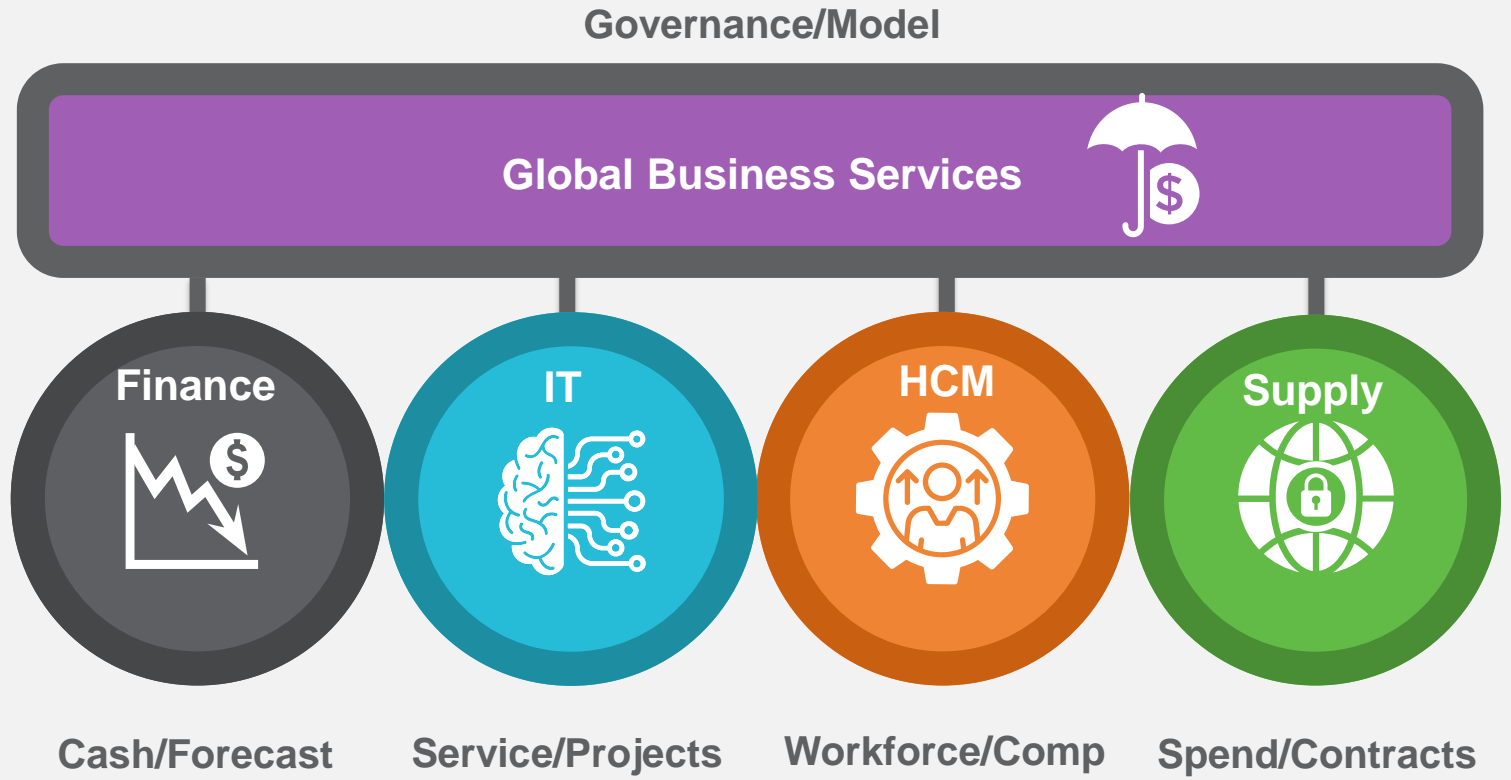 Governance/Model
Global Business Services
$
Finance
IT
HCM
Supply
$
Cash/Forecast
Service/Projects
Workforce/Comp
Spend/Contracts